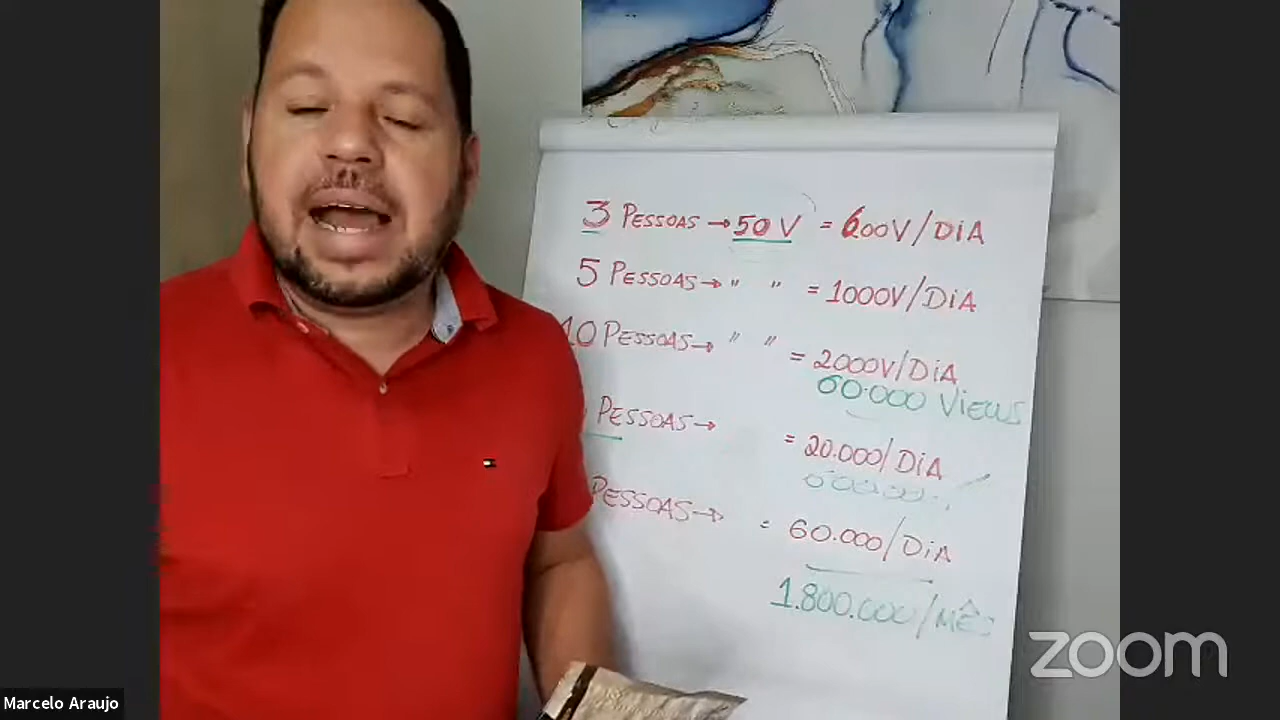 3 PESSOAS → 50 V = 600V/DIA
5 PESSOAS → " " = 1000V/DIA
10 PESSOAS → " " = 2000V/DIA
60.000 VIEWS
PESSOAS → = 20.000/DIA
PESSOAS → = 60.000/DIA
1.800.000/MÊS
zoom
Marcelo Araujo